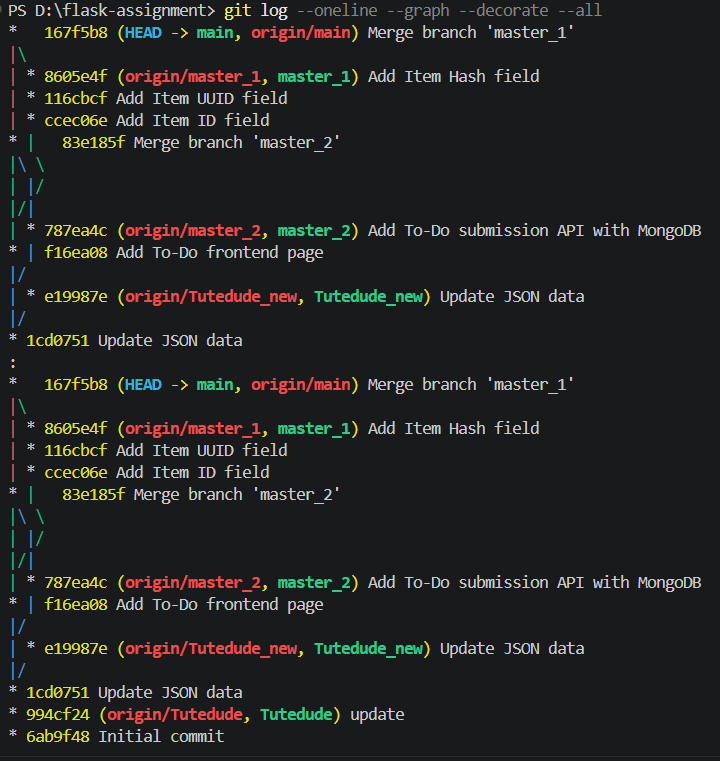 PS D:\flask-assignment> git log --oneline --graph --decorate --all
*   167f5b8 (HEAD -> main, origin/main) Merge branch 'master_1'
|\
| * 8605e4f (origin/master_1, master_1) Add Item Hash field
| * 116cbcf Add Item UUID field
| * ccec06e Add Item ID field
* |   83e185f Merge branch 'master_2'
|\ \
| |/
|/|
| * 787ea4c (origin/master_2, master_2) Add To-Do submission API with MongoDB
* | f16ea08 Add To-Do frontend page
|/
| * e19987e (origin/Tutedude_new, Tutedude_new) Update JSON data
|/
* 1cd0751 Update JSON data
:
*   167f5b8 (HEAD -> main, origin/main) Merge branch 'master_1'
|\
| * 8605e4f (origin/master_1, master_1) Add Item Hash field
| * 116cbcf Add Item UUID field
| * ccec06e Add Item ID field
* |   83e185f Merge branch 'master_2'
|\ \
| |/
|/|
| * 787ea4c (origin/master_2, master_2) Add To-Do submission API with MongoDB
* | f16ea08 Add To-Do frontend page
|/
| * e19987e (origin/Tutedude_new, Tutedude_new) Update JSON data
|/
* 1cd0751 Update JSON data
* 994cf24 (origin/Tutedude, Tutedude) update
* 6ab9f48 Initial commit